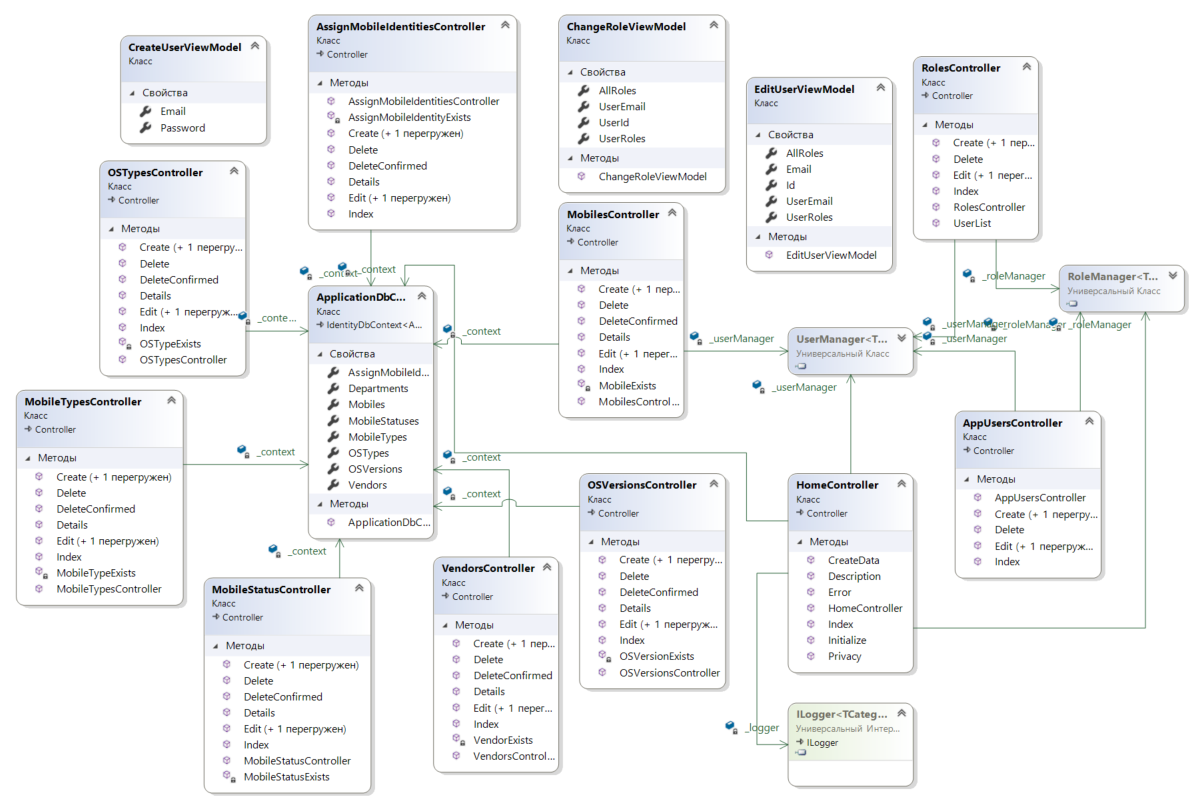 CreateUserViewModel
Класс
Свойства
Email
Password
AssignMobileIdentitiesController
Класс
Controller
Методы
AssignMobileIdentitiesController
AssignMobileIdentityExists
Create (+ 1 перегружен)
Delete
DeleteConfirmed
Details
Edit (+ 1 перегружен)
Index
ChangeRoleViewModel
Класс
Свойства
AllRoles
UserEmail
UserId
UserRoles
Методы
ChangeRoleViewModel
EditUserViewModel
Класс
Свойства
AllRoles
Email
Id
UserEmail
UserRoles
Методы
EditUserViewModel
RolesController
Класс
Controller
Методы
Create (+ 1 пер...
Delete
Edit (+ 1 перег...
Index
RolesController
UserList
OSTypesController
Класс
Controller
Методы
Create (+ 1 перегру...
Delete
DeleteConfirmed
Details
Edit (+ 1 перегруж...
Index
OSTypeExists
OSTypesController
_context
_context
_conte...
ApplicationDbC...
Класс
IdentityDbContext<A...
Свойства
AssignMobileId...
Departments
Mobiles
MobileStatuses
MobileTypes
OSTypes
OSVersions
Vendors
Методы
ApplicationDbC...
MobilesController
Класс
Controller
Методы
Create (+ 1 пер...
Delete
DeleteConfirmed
Details
Edit (+ 1 перег...
Index
MobileExists
MobilesControl...
_context
_userManager
_userManager
UserManager<T...
Универсальный Класс
_roleManager
RoleManager<T...
Универсальный Класс
_userManager
_roleManager
_roleManager
_userManager
MobileTypesController
Класс
Controller
Методы
Create (+ 1 перегружен)
Delete
DeleteConfirmed
Details
Edit (+ 1 перегружен)
Index
MobileTypeExists
MobileTypesController
_context
_context
_context
_context
MobileStatusController
Класс
Controller
Методы
Create (+ 1 перегружен)
Delete
DeleteConfirmed
Details
Edit (+ 1 перегружен)
Index
MobileStatusController
MobileStatusExists
VendorsController
Класс
Controller
Методы
Create (+ 1 пер...
Delete
DeleteConfirmed
Details
Edit (+ 1 перег...
Index
VendorExists
VendorsControl...
OSVersionsController
Класс
Controller
Методы
Create (+ 1 перегру...
Delete
DeleteConfirmed
Details
Edit (+ 1 перегруж...
Index
OSVersionExists
OSVersionsController
HomeController
Класс
Controller
Методы
CreateData
Description
Error
HomeController
Index
Initialize
Privacy
AppUsersController
Класс
Controller
Методы
AppUsersController
Create (+ 1 перегру...
Delete
Edit (+ 1 перегруж...
Index
_logger
ILogger<TCateg...
Универсальный Интер...
ILogger